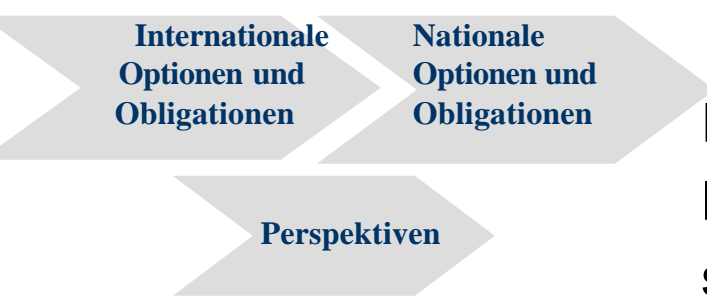 Internationale
Optionen und
Obligationen
Nationale
Optionen und
Obligationen
Perspektiven